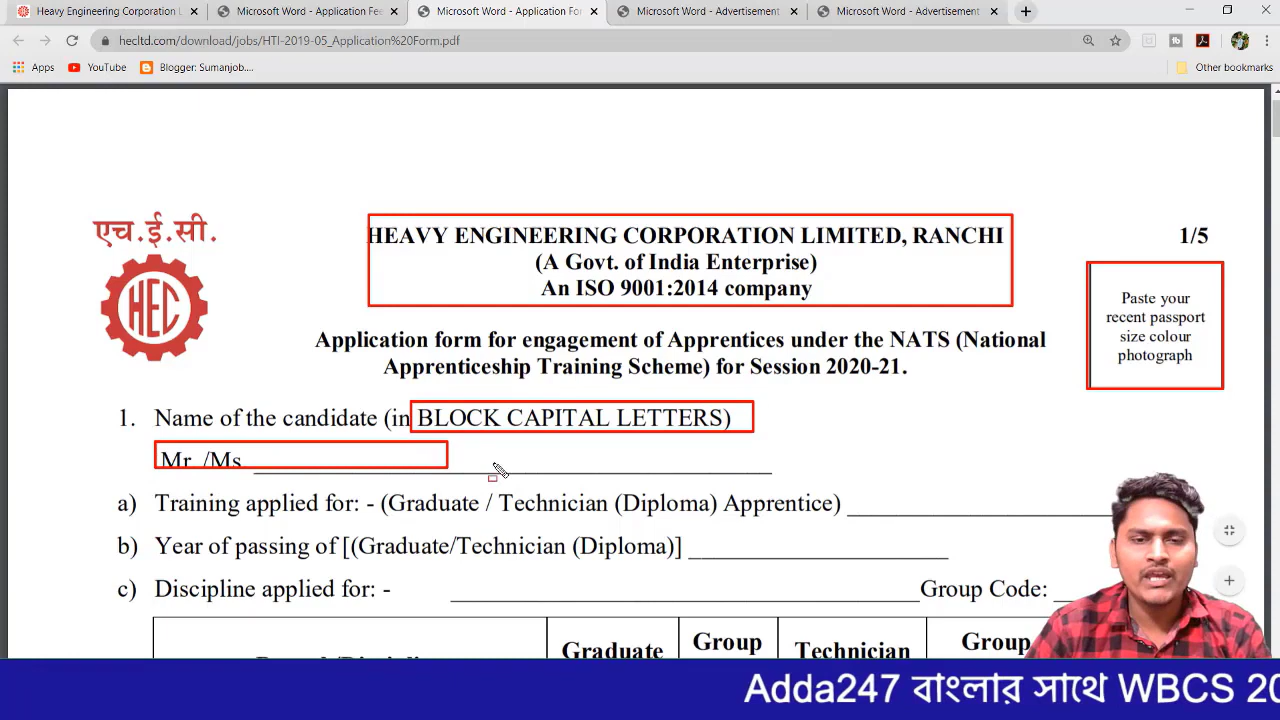 Heavy Engineering Corporation L
Microsoft Word - Application Fee
Microsoft Word - Application For
Microsoft Word - Advertisement
Microsoft Word - Advertisement
hecltd.com/download/jobs/HTI-2019-05_Application%20Form.pdf
Apps YouTube Blogger: Sumanjob.... Other bookmarks
एच.ई.सी.
HEC
HEAVY ENGINEERING CORPORATION LIMITED, RANCHI
(A Govt. of India Enterprise)
An ISO 9001:2014 company
1/5
Paste your
recent passport
size colour
photograph
Application form for engagement of Apprentices under the NATS (National
Apprenticeship Training Scheme) for Session 2020-21.
1. Name of the candidate (in BLOCK CAPITAL LETTERS)
Mr. /Ms.
a) Training applied for: - (Graduate / Technician (Diploma) Apprentice)
b) Year of passing of [(Graduate/Technician (Diploma)]
c) Discipline applied for: - Group Code:
Graduate Group Technician Group
Adda247 বাংলার সাথে WBCS 20